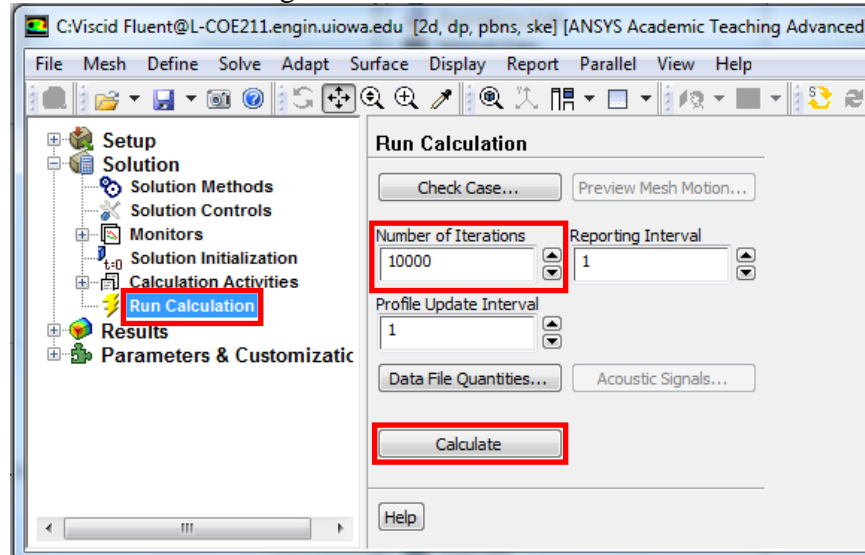 C:Viscid Fluent@L-COE211.engin.uiowa.edu [2d, dp, pbns, ske] [ANSYS Academic Teaching Advanced
File Mesh Define Solve Adapt Surface Display Report Parallel View Help
Setup
Solution
Solution Methods
Solution Controls
Monitors
t=0 Solution Initialization
Calculation Activities
Run Calculation
Results
Parameters & Customizatic
Run Calculation
Check Case... Preview Mesh Motion...
Number of Iterations Reporting Interval
10000 1
Profile Update Interval
1
Data File Quantities... Acoustic Signals...
Calculate
Help